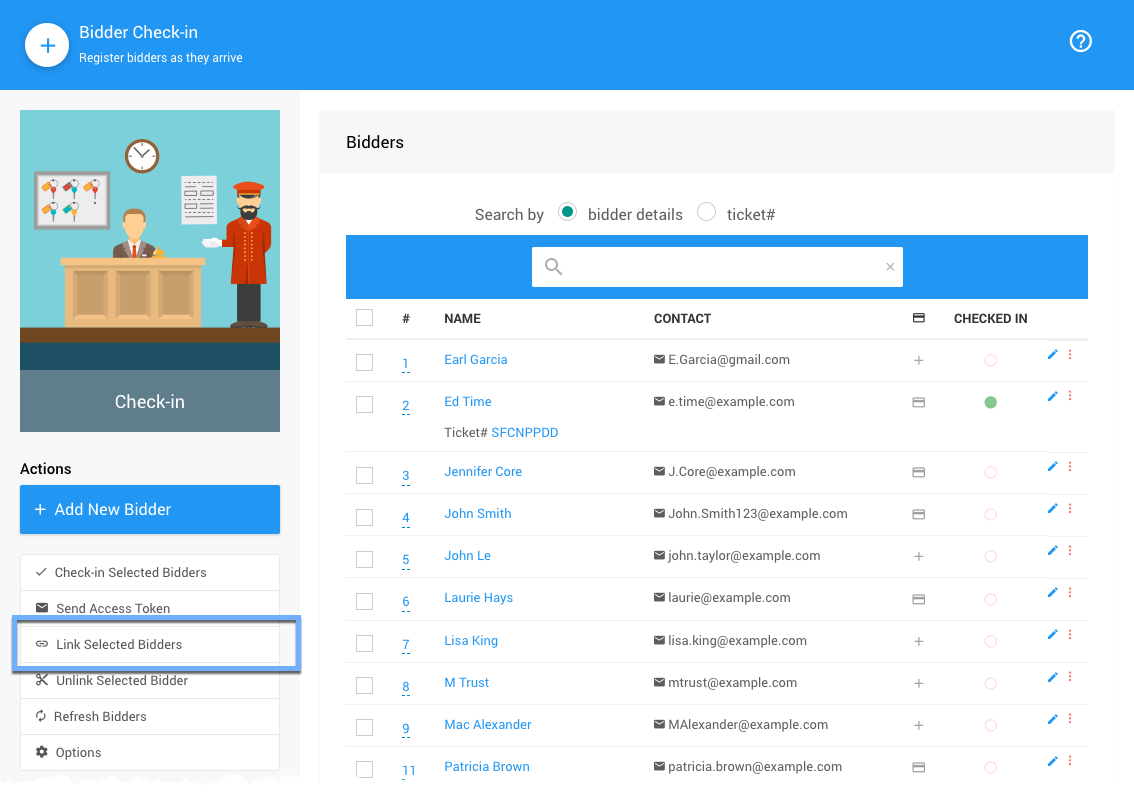 Bidder Check-in
Register bidders as they arrive
Check-in
Actions
+ Add New Bidder
Check-in Selected Bidders
Send Access Token
Link Selected Bidders
Unlink Selected Bidder
Refresh Bidders
Options
Bidders
Search by bidder details ticket#
# NAME CONTACT CHECKED IN
1 Earl Garcia E.Garcia@gmail.com +
2 Ed Time e.time@example.com
Ticket# SFCNPPDD
3 Jennifer Core J.Core@example.com
4 John Smith John.Smith123@example.com
5 John Le john.taylor@example.com +
6 Laurie Hays laurie@example.com
7 Lisa King lisa.king@example.com +
8 M Trust mtrust@example.com +
9 Mac Alexander MAlexander@example.com +
11 Patricia Brown patricia.brown@example.com